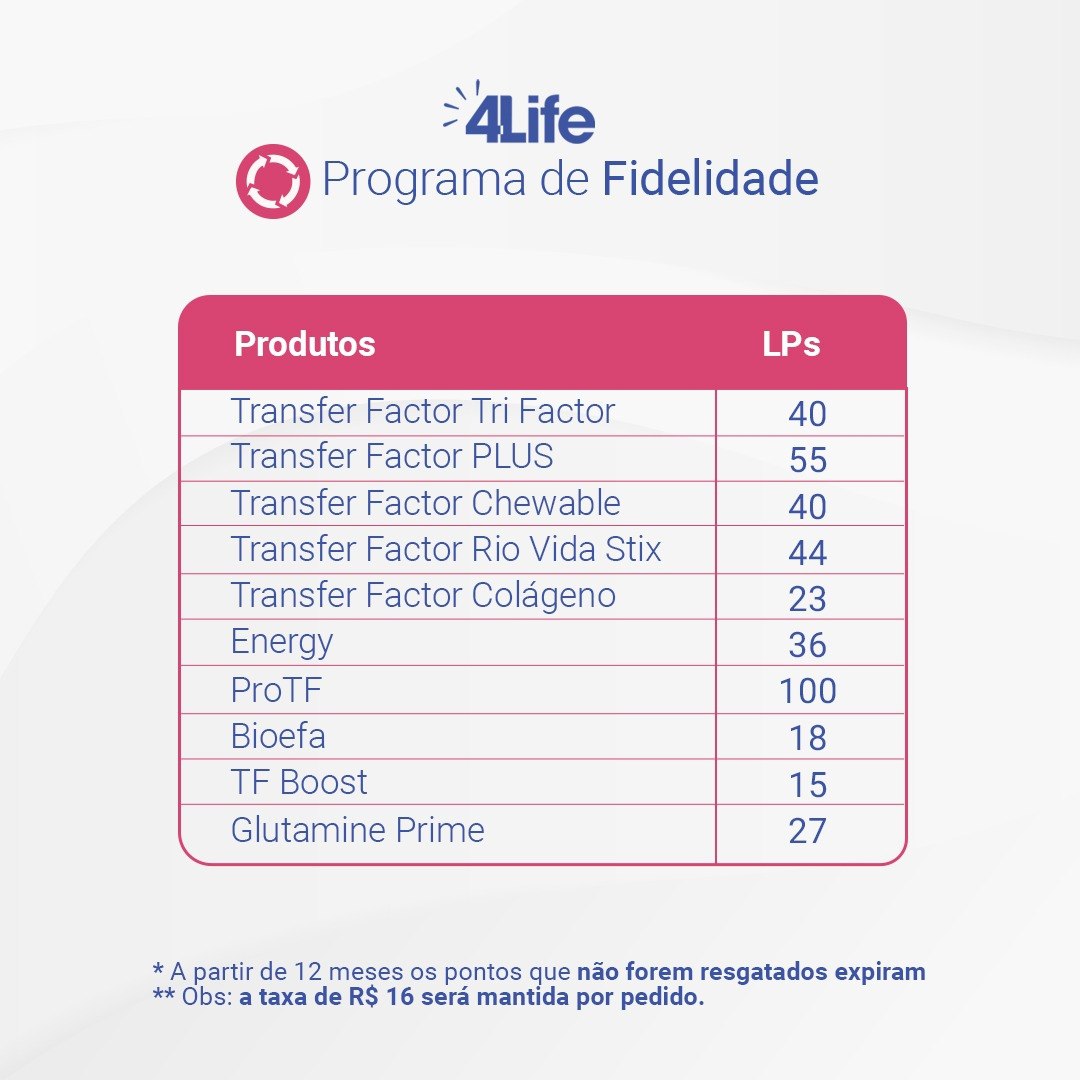 4Life
Programa de Fidelidade
Produtos LPs
Transfer Factor Tri Factor 40
Transfer Factor PLUS 55
Transfer Factor Chewable 40
Transfer Factor Rio Vida Stix 44
Transfer Factor Colágeno 23
Energy 36
ProTF 100
Bioefa 18
TF Boost 15
Glutamine Prime 27
* A partir de 12 meses os pontos que não forem resgatados expiram
** Obs: a taxa de R$ 16 será mantida por pedido.